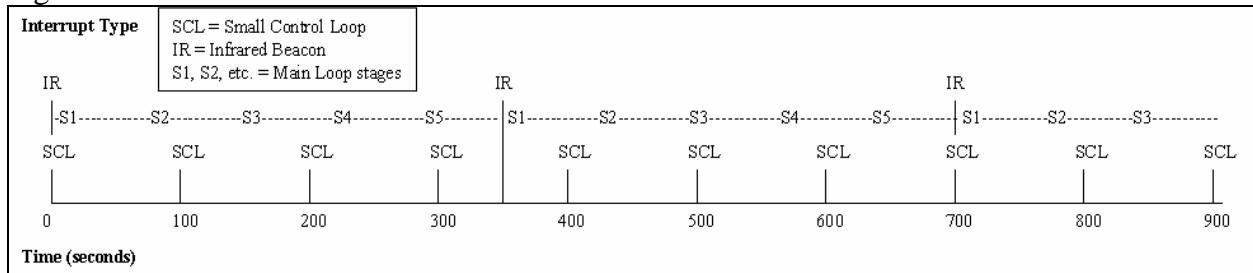 Interrupt Type
SCL = Small Control Loop
IR = Infrared Beacon
S1, S2, etc. = Main Loop stages
IR IR IR
-S1-----------S2-----------S3-----------S4-----------S5--------- S1-----------S2-----------S3-----------S4-----------S5--------- S1-----------S2-----------S3-----------
SCL SCL SCL SCL SCL SCL SCL SCL SCL SCL
0 100 200 300 400 500 600 700 800 900
Time (seconds)